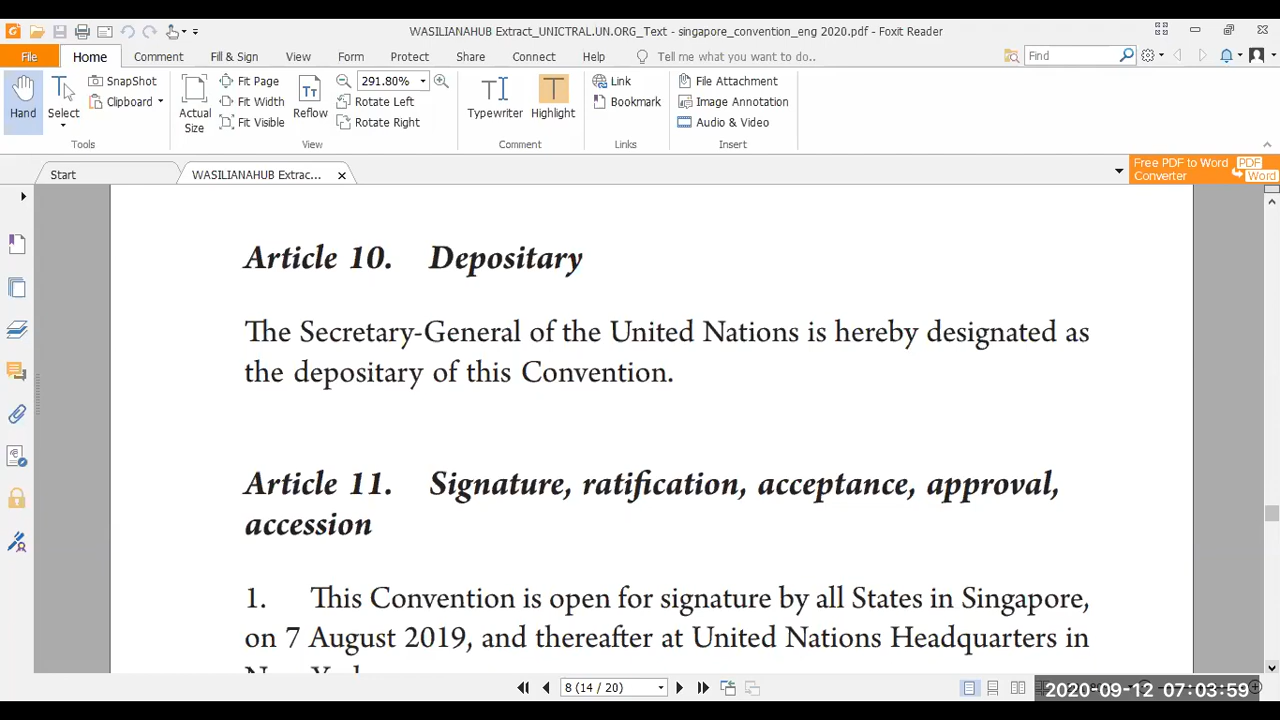 WASILIANAHUB Extract_UNICTRAL.UN.ORG_Text - singapore_convention_eng 2020.pdf - Foxit Reader
File Home Comment Fill & Sign View Form Protect Share Connect Help Tell me what you want to do.. Find
Hand Select SnapShot Clipboard Tools
Actual Size Fit Page Fit Width Fit Visible Reflow 291.80% Rotate Left Rotate Right View
Typewriter Highlight Comment
Link Bookmark Links
File Attachment Image Annotation Audio & Video Insert
Start WASILIANAHUB Extrac...
Free PDF to Word Converter PDF Word
Article 10. Depositary
The Secretary-General of the United Nations is hereby designated as
the depositary of this Convention.
Article 11. Signature, ratification, acceptance, approval,
accession
1. This Convention is open for signature by all States in Singapore,
on 7 August 2019, and thereafter at United Nations Headquarters in
8 (14 / 20)
2020-09-12 07:03:59